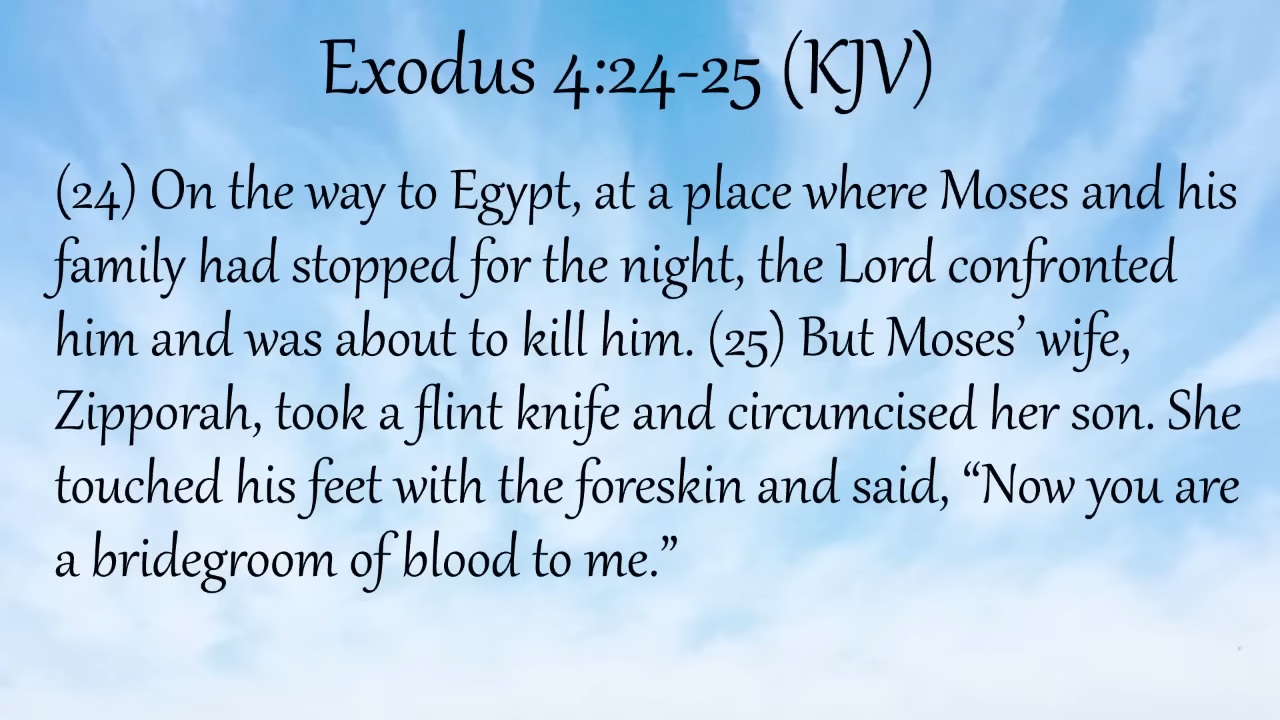 Exodus 4:24-25 (KJV)
(24) On the way to Egypt, at a place where Moses and his
family had stopped for the night, the Lord confronted
him and was about to kill him. (25) But Moses’ wife,
Zipporah, took a flint knife and circumcised her son. She
touched his feet with the foreskin and said, “Now you are
a bridegroom of blood to me.”